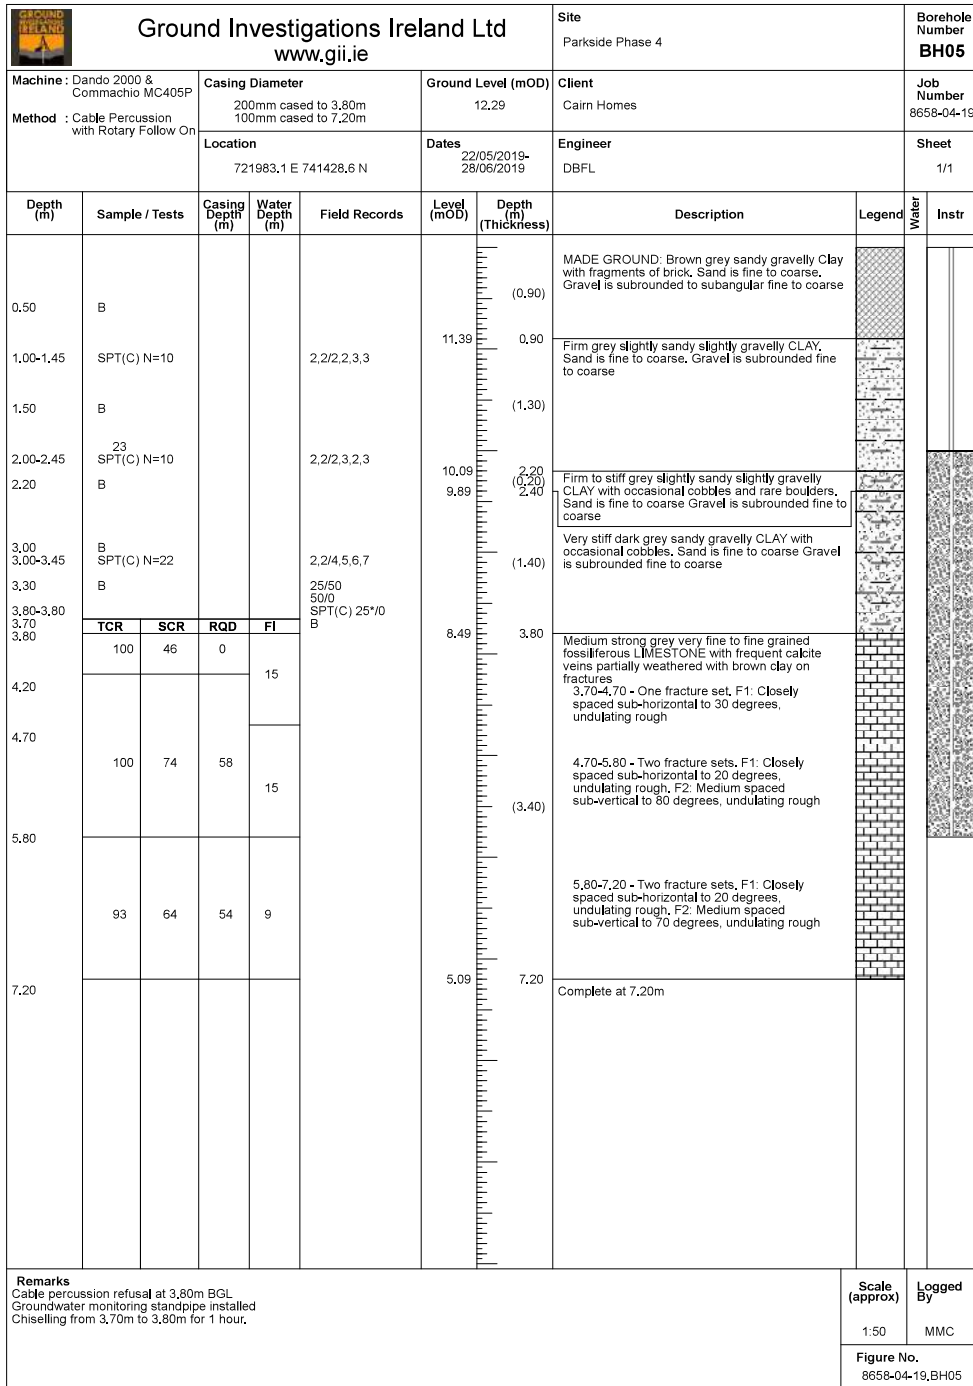 GROUND
INVESTIGATIONS
IRELAND
Ground Investigations Ireland Ltd
www.gii.ie
Site
Parkside Phase 4
Borehole
Number
BH05
Machine : Dando 2000 &
Commachio MC405P
Method : Cable Percussion
with Rotary Follow On
Casing Diameter
200mm cased to 3.80m
100mm cased to 7.20m
Ground Level (mOD)
12.29
Client
Cairn Homes
Job
Number
8658-04-19
Location
721983.1 E 741428.6 N
Dates
22/05/2019-
28/06/2019
Engineer
DBFL
Sheet
1/1
Depth
(m)
Sample / Tests
Casing
Depth
(m)
Water
Depth
(m)
Field Records
Level
(mOD)
Depth
(m)
(Thickness)
Description
Legend
Water
Instr
MADE GROUND: Brown grey sandy gravelly Clay
with fragments of brick. Sand is fine to coarse.
Gravel is subrounded to subangular fine to coarse
(0.90)
0.50 B
11.39 0.90
Firm grey slightly sandy slightly gravelly CLAY.
Sand is fine to coarse. Gravel is subrounded fine
to coarse
1.00-1.45 SPT(C) N=10 2,2/2,2,3,3
1.50 B
(1.30)
23
2.00-2.45 SPT(C) N=10 2,2/2,3,2,3
10.09 2.20
2.20 B
(0.20)
9.89 2.40
Firm to stiff grey slightly sandy slightly gravelly
CLAY with occasional cobbles and rare boulders.
Sand is fine to coarse Gravel is subrounded fine to
coarse
Very stiff dark grey sandy gravelly CLAY with
occasional cobbles. Sand is fine to coarse Gravel
is subrounded fine to coarse
3.00 B
3.00-3.45 SPT(C) N=22 2,2/4,5,6,7
(1.40)
3.30 B 25/50
50/0
3.80-3.80 SPT(C) 25*/0
3.70 B
3.80
TCR SCR RQD FI
8.49 3.80
Medium strong grey very fine to fine grained
fossiliferous LIMESTONE with frequent calcite
veins partially weathered with brown clay on
fractures
3.70-4.70 - One fracture set. F1: Closely
spaced sub-horizontal to 30 degrees,
undulating rough
100 46 0
15
4.20
4.70
4.70-5.80 - Two fracture sets. F1: Closely
spaced sub-horizontal to 20 degrees,
undulating rough. F2: Medium spaced
sub-vertical to 80 degrees, undulating rough
100 74 58
15
(3.40)
5.80
5.80-7.20 - Two fracture sets. F1: Closely
spaced sub-horizontal to 20 degrees,
undulating rough. F2: Medium spaced
sub-vertical to 70 degrees, undulating rough
93 64 54 9
7.20
5.09 7.20
Complete at 7.20m
Remarks
Cable percussion refusal at 3.80m BGL
Groundwater monitoring standpipe installed
Chiselling from 3.70m to 3.80m for 1 hour.
Scale
(approx)
1:50
Logged
By
MMC
Figure No.
8658-04-19.BH05